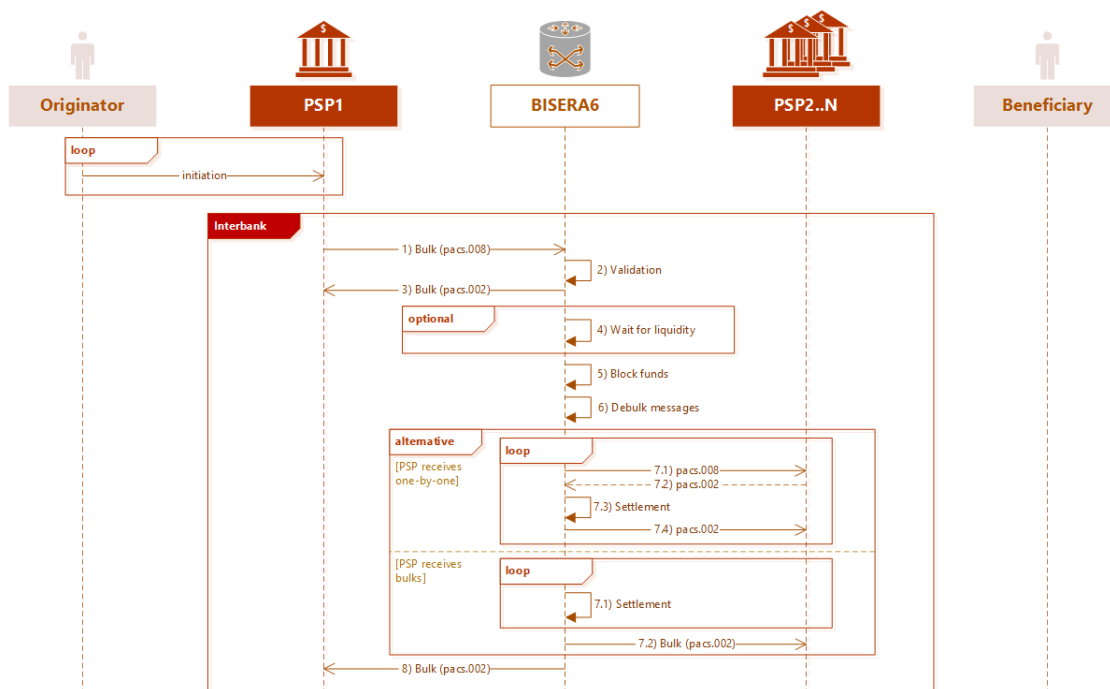 Originator
PSP1
BISERA6
PSP2..N
Beneficiary
loop
initiation
Interbank
1) Bulk (pacs.008)
2) Validation
3) Bulk (pacs.002)
optional
4) Wait for liquidity
5) Block funds
6) Debulk messages
alternative
[PSP receives
one-by-one]
loop
7.1) pacs.008
7.2) pacs.002
7.3) Settlement
7.4) pacs.002
[PSP receives
bulks]
loop
7.1) Settlement
7.2) Bulk (pacs.002)
8) Bulk (pacs.002)